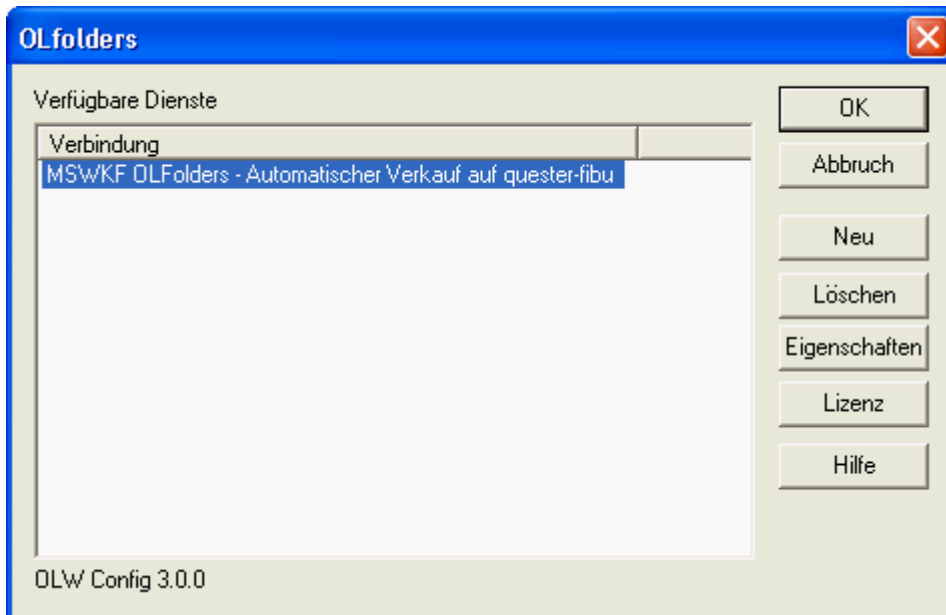 OLfolders
Verfügbare Dienste
Verbindung
MSWKF OLFolders - Automatischer Verkauf auf quester-fibu
OLW Config 3.0.0
OK
Abbruch
Neu
Löschen
Eigenschaften
Lizenz
Hilfe